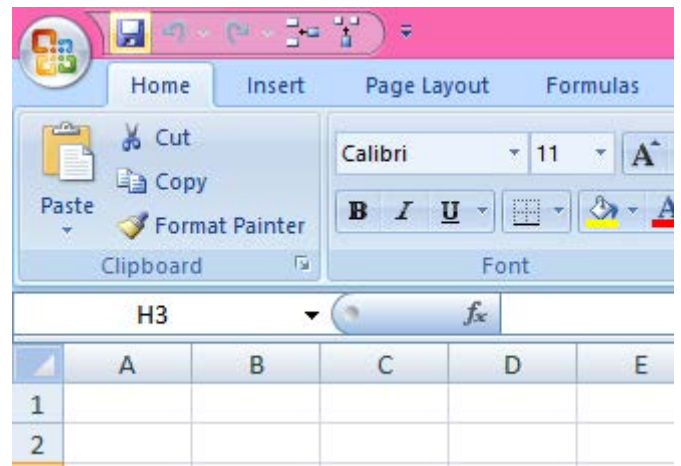 Home Insert Page Layout Formulas
Cut
Calibri 11 A
Copy
Paste
B I U A
Format Painter
Clipboard Font
H3 fx
A B C D E
1
2